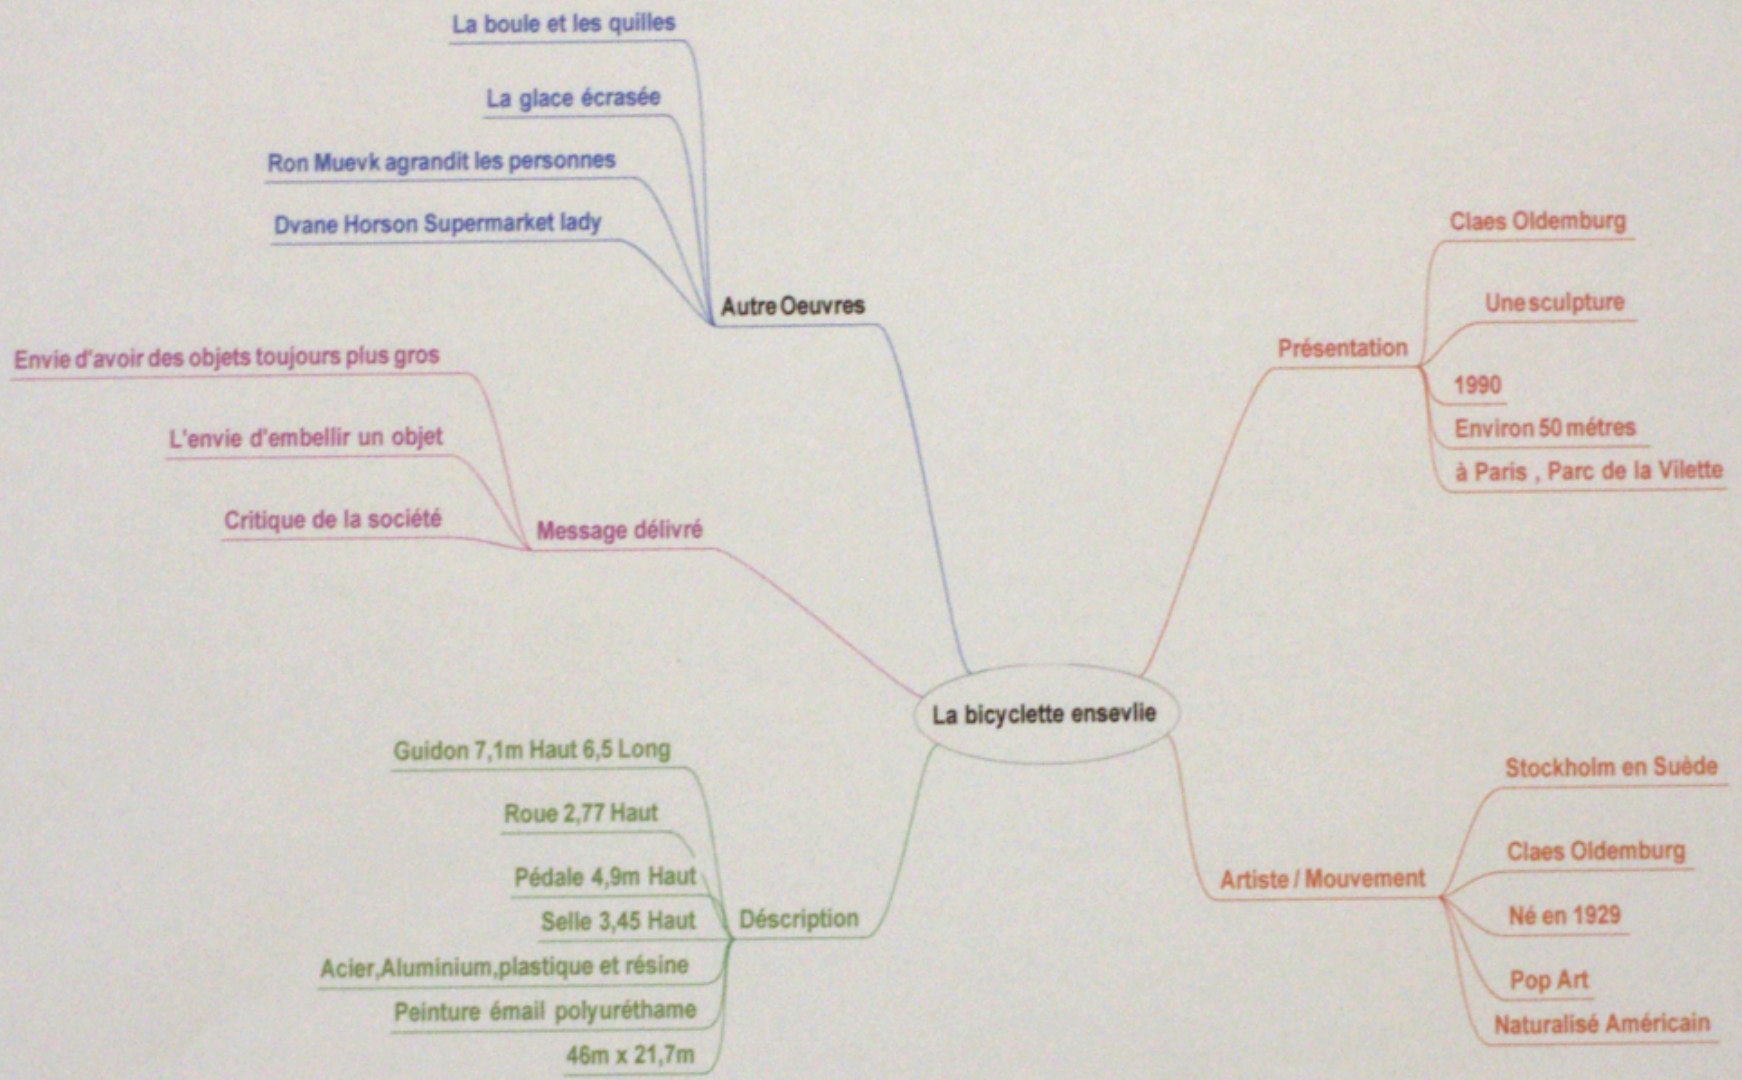 La boule et les quilles
La glace écrasée
Ron Muevk agrandit les personnes
Dvane Horson Supermarket lady
Autre Oeuvres
Envie d'avoir des objets toujours plus gros
L'envie d'embellir un objet
Critique de la société
Message délivré
Guidon 7,1m Haut 6,5 Long
Roue 2,77 Haut
Pédale 4,9m Haut
Selle 3,45 Haut
Acier,Aluminium,plastique et résine
Peinture émail polyuréthame
46m x 21,7m
Déscription
La bicyclette ensevlie
Claes Oldemburg
Une sculpture
Présentation
1990
Environ 50 métres
à Paris , Parc de la Vilette
Stockholm en Suède
Claes Oldemburg
Artiste / Mouvement
Né en 1929
Pop Art
Naturalisé Américain